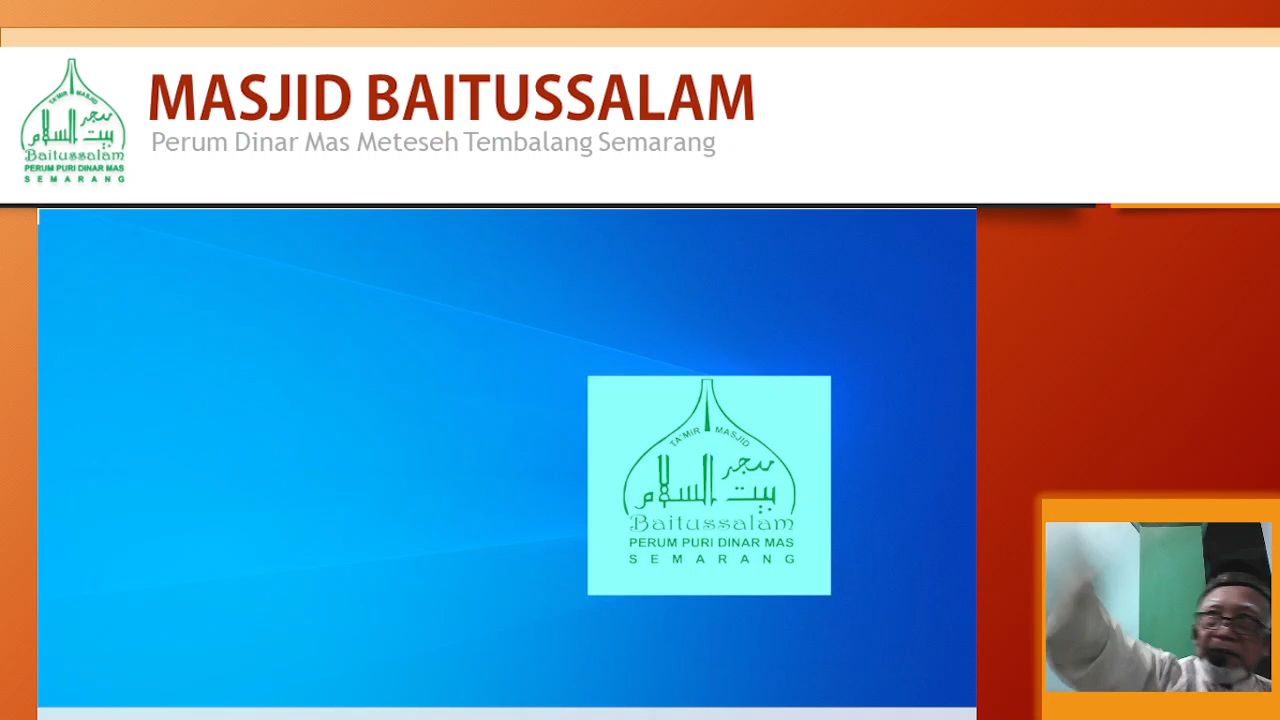 MASJID BAITUSSALAM
Perum Dinar Mas Meteseh Tembalang Semarang
TA'MIR MASJID
مسجد
بيت السلام
Baitussalam
PERUM PURI DINAR MAS
SEMARANG
TA'MIR MASJID
مسجد
بيت السلام
Baitussalam
PERUM PURI DINAR MAS
SEMARANG